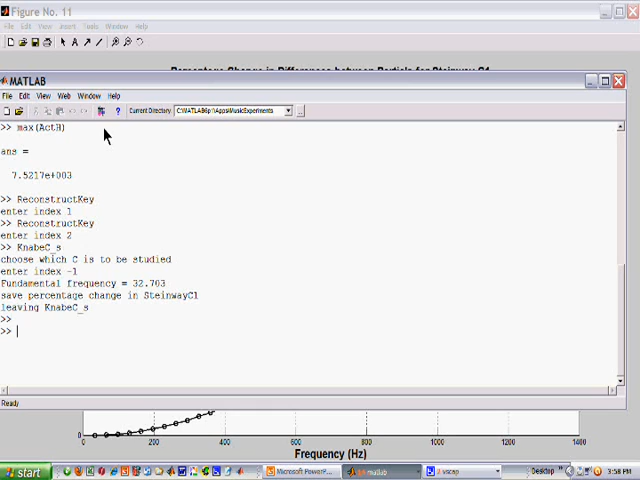 Figure No. 11
File Edit View Insert Tools Window Help
Percentage Change in Differences between Partials for Steinway C1
MATLAB
File Edit View Web Window Help
Current Directory: C:\MATLAB6p1\Apps\MusicExperiments
>> max(ActH)
ans =
7.5217e+003
>> ReconstructKey
enter index 1
>> ReconstructKey
enter index 2
>> KnabeC_s
choose which C is to be studied
enter index -1
Fundamental frequency = 32.703
save percentage change in SteinwayC1
leaving KnabeC_s
>>
>>
Ready
0
0 200 400 600 800 1000 1200 1400
Frequency (Hz)
start
Microsoft PowerP...
matlab
2 viscap
Desktop
3:58 PM